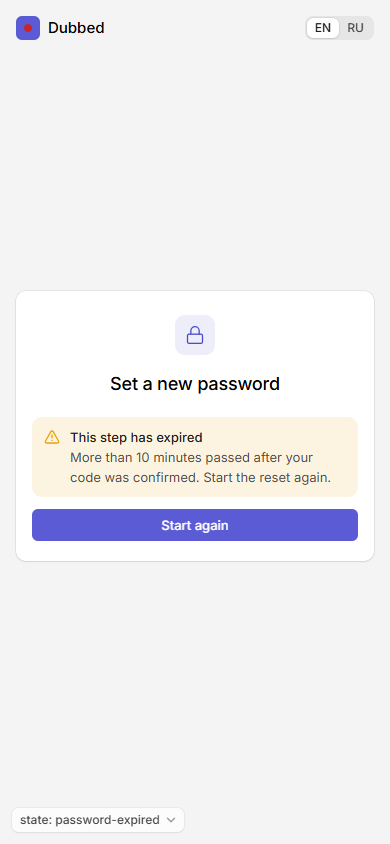 Dubbed
EN RU
Set a new password
This step has expired
More than 10 minutes passed after your
code was confirmed. Start the reset again.
Start again
state: password-expired